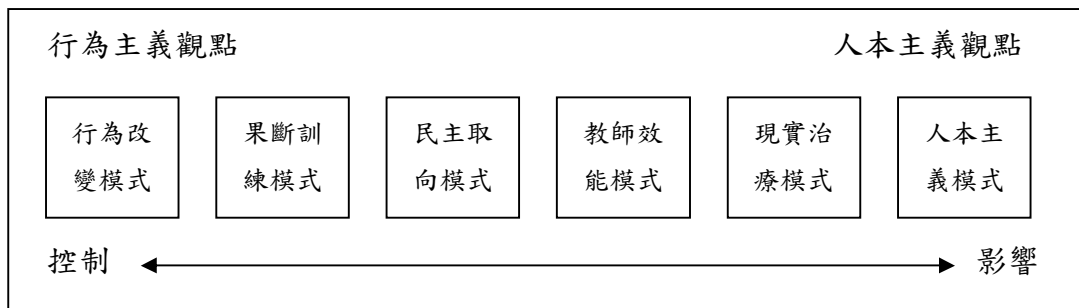 行為主義觀點
人本主義觀點
行為改
變模式
果斷訓
練模式
民主取
向模式
教師效
能模式
現實治
療模式
人本主
義模式
控制
影響